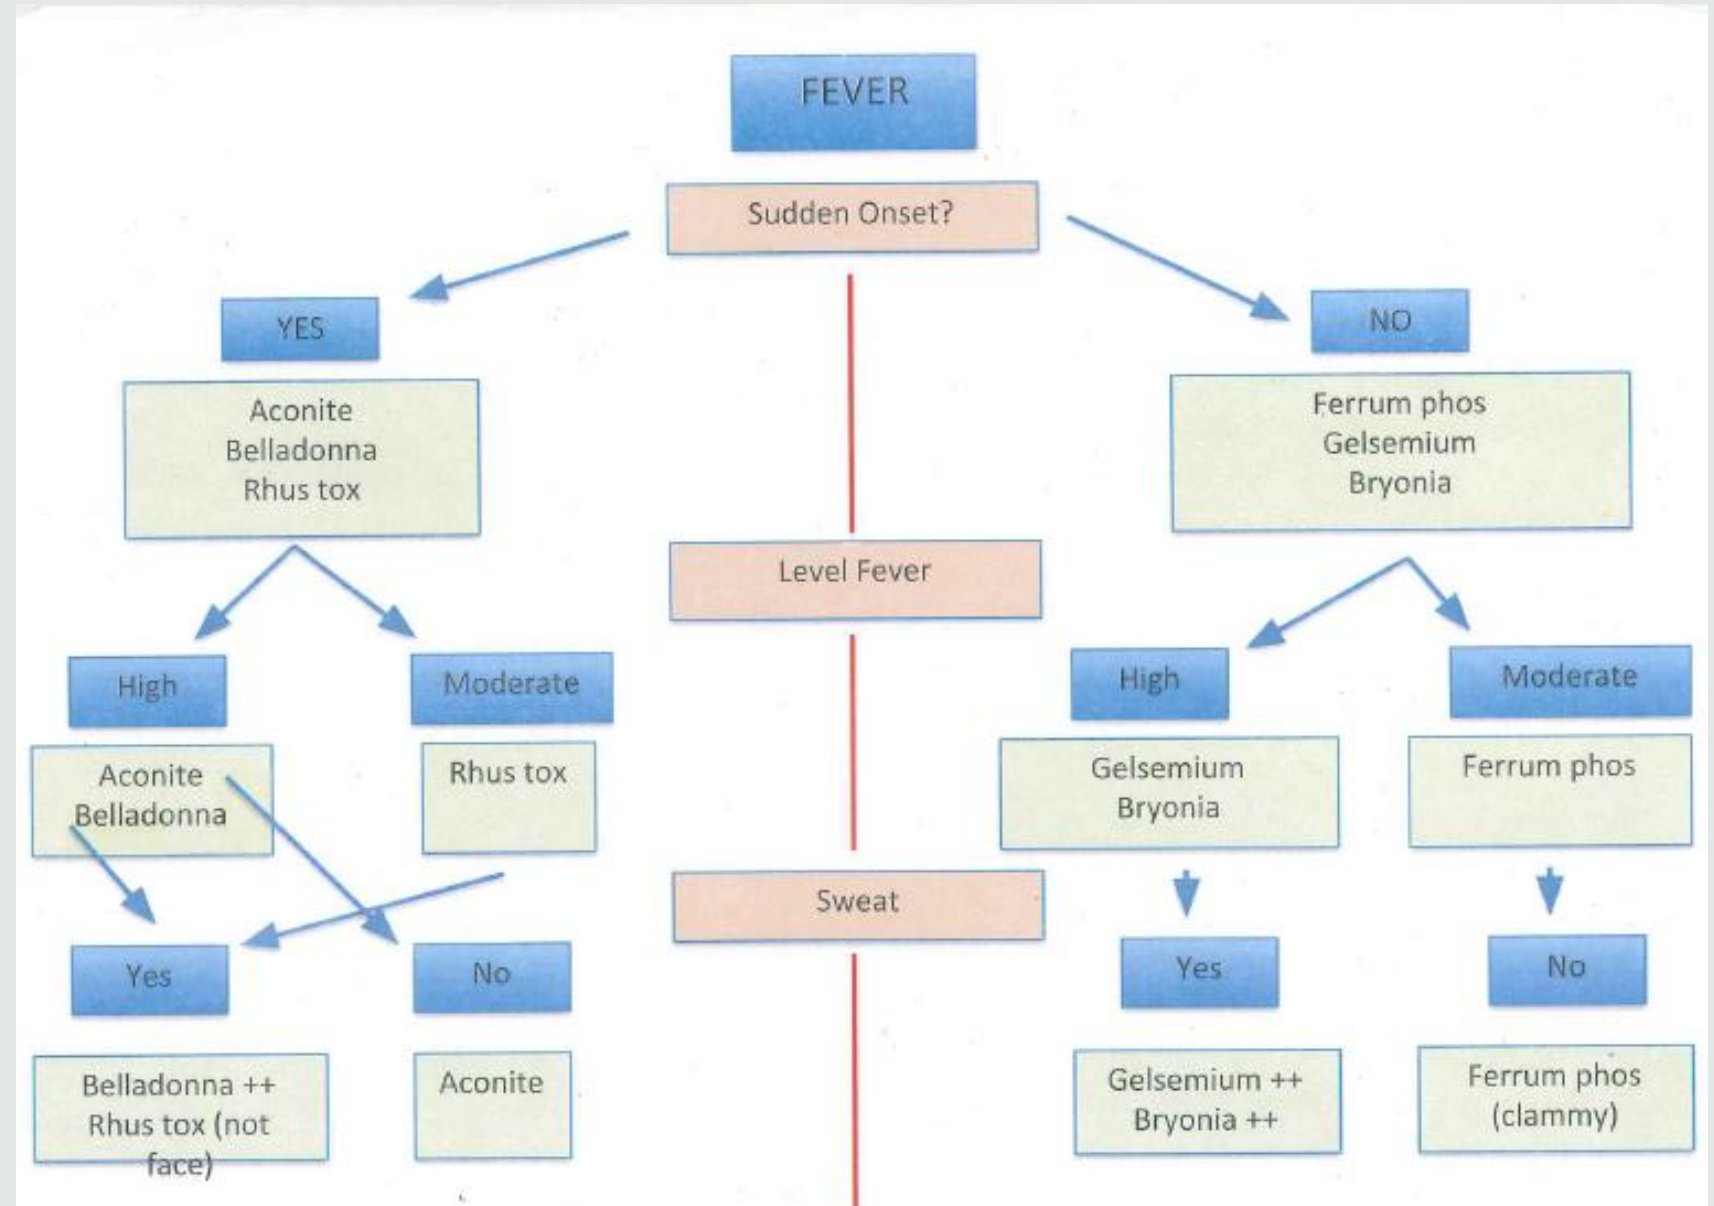 FEVER
Sudden Onset?
YES
NO
Aconite
Belladonna
Rhus tox
Ferrum phos
Gelsemium
Bryonia
Level Fever
High
Moderate
High
Moderate
Aconite
Belladonna
Rhus tox
Gelsemium
Bryonia
Ferrum phos
Sweat
Yes
No
Yes
No
Belladonna ++
Rhus tox (not
face)
Aconite
Gelsemium ++
Bryonia ++
Ferrum phos
(clammy)